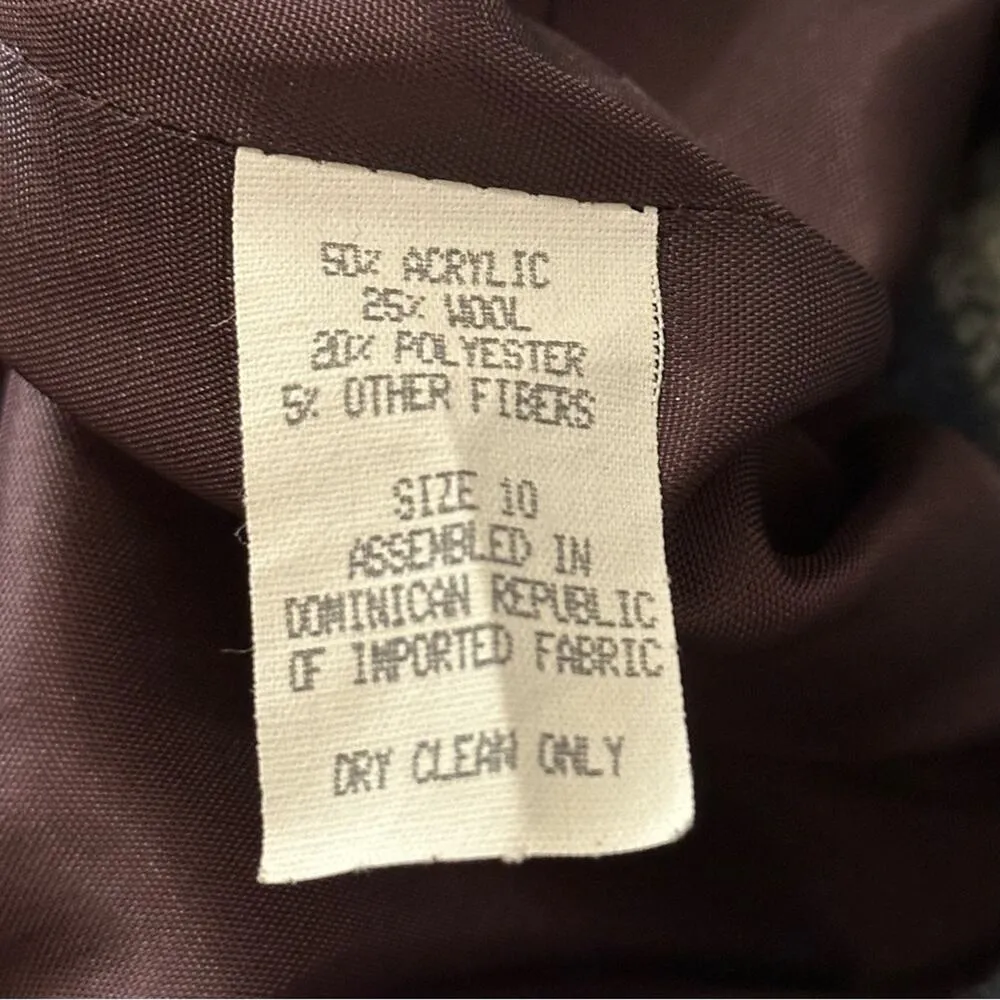 50% ACRYLIC
25% WOOL
20% POLYESTER
5% OTHER FIBERS
SIZE 10
ASSEMBLED IN
DOMINICAN REPUBLIC
OF IMPORTED FABRIC
DRY CLEAN ONLY